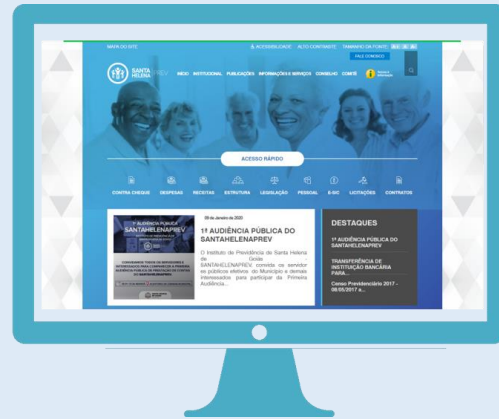 MAPA DO SITE
ACESSIBILIDADE ALTO CONTRASTE TAMANHO DA FONTE:
FALE CONOSCO
SANTA
HELENAPREV
INÍCIO INSTITUCIONAL PUBLICAÇÕES INFORMAÇÕES E SERVIÇOS CONSELHO COMITÊ
ACESSO RÁPIDO
CONTRA CHEQUE DESPESAS RECEITAS ESTRUTURA LEGISLAÇÃO PESSOAL E-SIC LICITAÇÕES CONTRATOS
1ª AUDIÊNCIA PÚBLICA
SANTAHELENAPREV
09 de Janeiro de 2020
1ª AUDIÊNCIA PÚBLICA DO
SANTAHELENAPREV
O Instituto de Previdência de Santa Helena
de Goiás
SANTAHELENAPREV, convida os servidor
es públicos efetivos do Município e demais
interessados para participar da Primeira
Audiência...
DESTAQUES
1ª AUDIÊNCIA PÚBLICA DO
SANTAHELENAPREV
TRANSFERÊNCIA DE
INSTITUIÇÃO BANCÁRIA
PARA...
Censo Previdenciário 2017 -
08/05/2017 a...